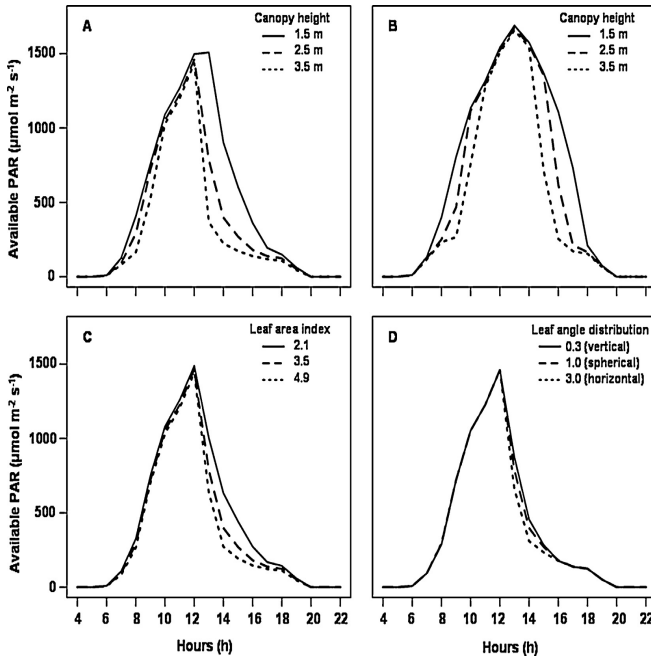 A
Canopy height
1.5 m
2.5 m
3.5 m
B
Canopy height
1.5 m
2.5 m
3.5 m
Available PAR (μmol m-2 s-1)
1500
1000
500
0
C
Leaf area index
2.1
3.5
4.9
D
Leaf angle distribution
0.3 (vertical)
1.0 (spherical)
3.0 (horizontal)
Available PAR (μmol m-2 s-1)
1500
1000
500
0
4 6 8 10 12 14 16 18 20 22
4 6 8 10 12 14 16 18 20 22
Hours (h)
Hours (h)